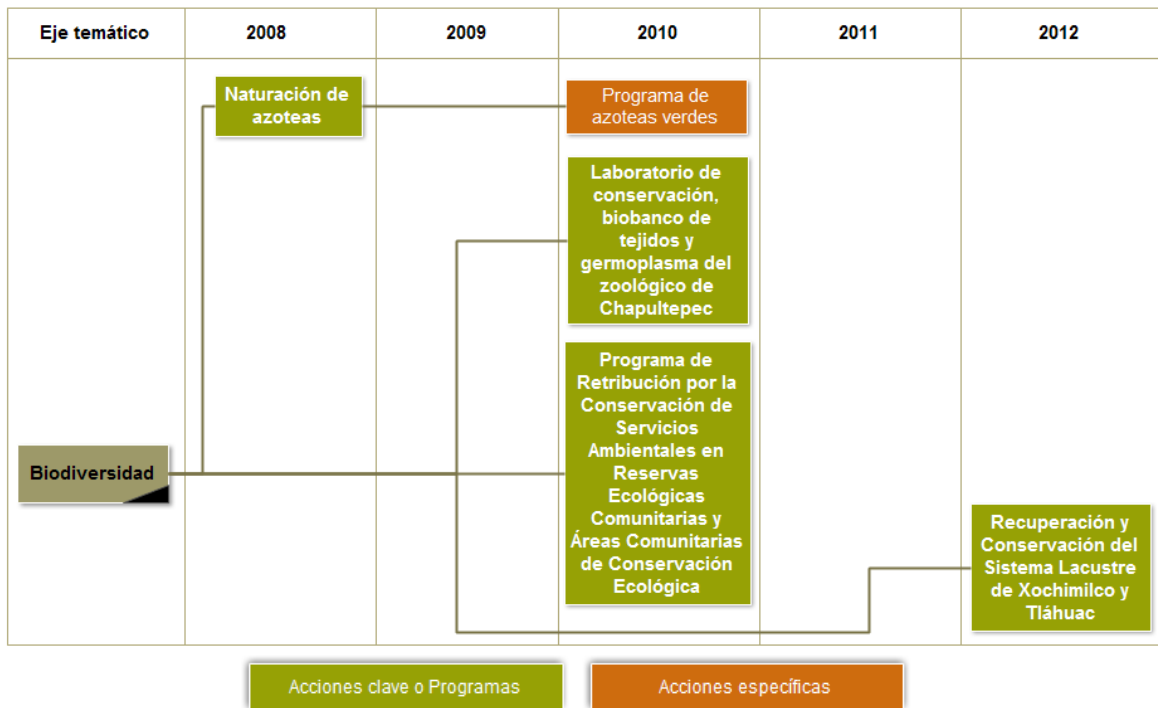 Eje temático
2008
2009
2010
2011
2012
Naturación de
azoteas
Programa de
azoteas verdes
Laboratorio de
conservación,
biobanco de
tejidos y
germoplasma del
zoológico de
Chapultepec
Programa de
Retribución por la
Conservación de
Servicios
Ambientales en
Reservas
Ecológicas
Comunitarias y
Áreas Comunitarias
de Conservación
Ecológica
Biodiversidad
Recuperación y
Conservación del
Sistema Lacustre
de Xochimilco y
Tláhuac
Acciones clave o Programas
Acciones específicas